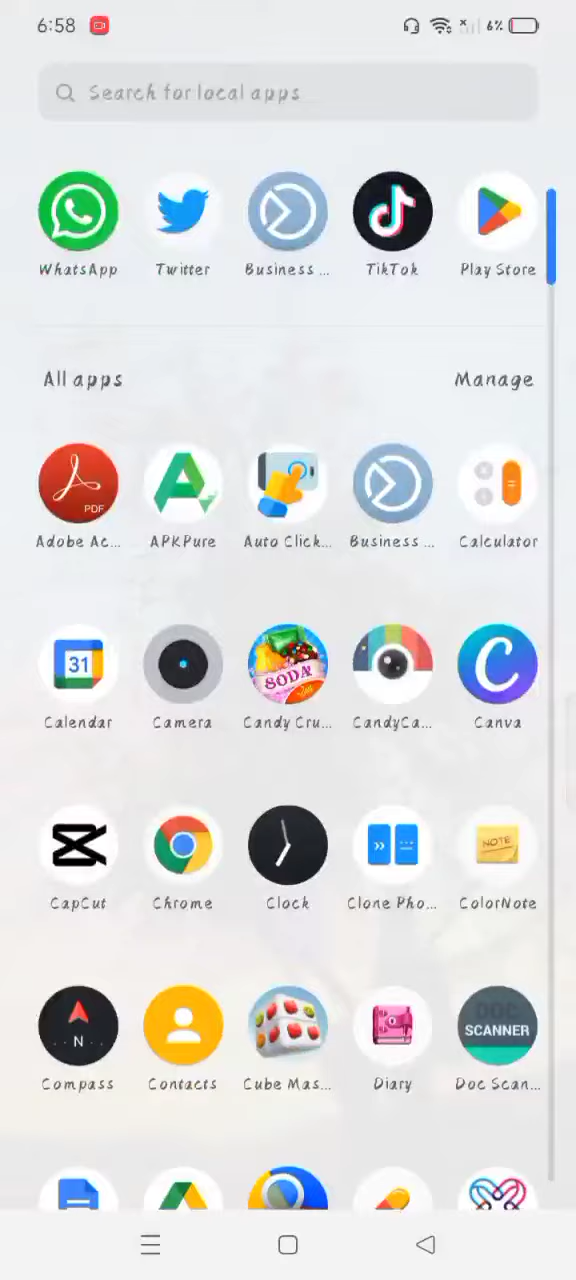 6:58 6%
Search for local apps
WhatsApp Twitter Business ... TikTok Play Store
All apps Manage
PDF
Adobe Ac... APKPure Auto Click... Business ... Calculator
31 SODA
Calendar Camera Candy Cru... CandyCa... Canva
NOTE
CapCut Chrome Clock Clone Pho... ColorNote
N DOC SCANNER
Compass Contacts Cube Mas... Diary Doc Scan...